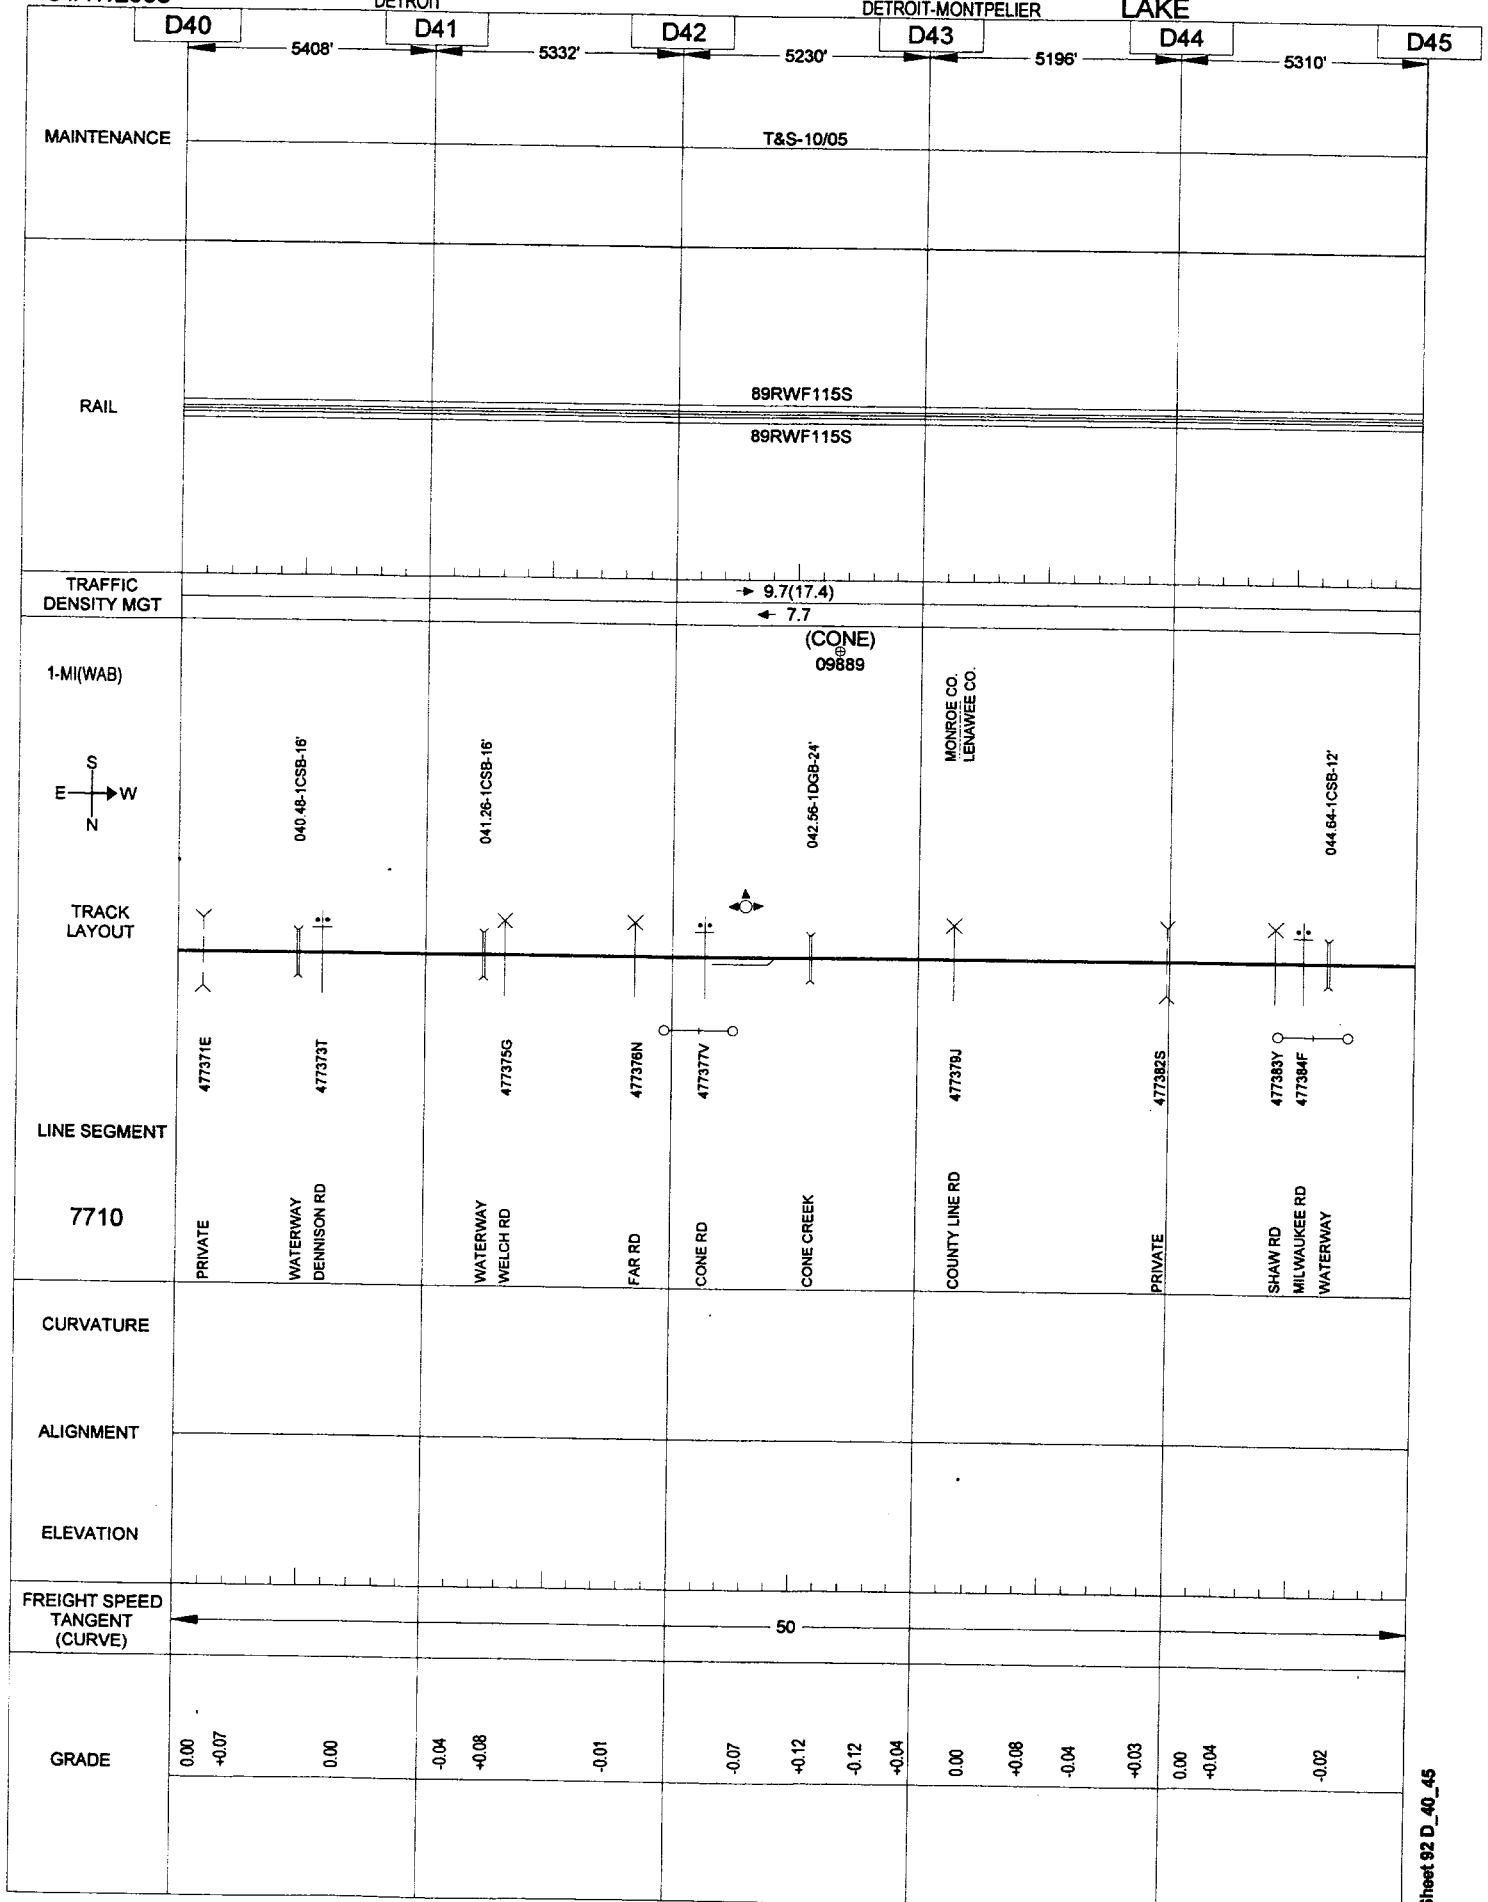 DETROIT
DETROIT-MONTPELIER
LAKE
D40
D41
D42
D43
D44
D45
5408'
5332'
5230'
5196'
5310'
MAINTENANCE
T&S-10/05
RAIL
89RWF115S
89RWF115S
TRAFFIC
DENSITY MGT
9.7(17.4)
7.7
1-MI(WAB)
(CONE)
09889
MONROE CO.
LENAWEE CO.
S
E
W
N
040.48-1CSB-16'
041.26-1CSB-16'
042.56-1DGB-24'
044.64-1CSB-12'
TRACK
LAYOUT
477371E
477373T
477375G
477376N
477377V
477379J
477382S
477383Y
477384F
LINE SEGMENT
7710
PRIVATE
WATERWAY
DENNISON RD
WATERWAY
WELCH RD
FAR RD
CONE RD
CONE CREEK
COUNTY LINE RD
PRIVATE
SHAW RD
MILWAUKEE RD
WATERWAY
CURVATURE
ALIGNMENT
ELEVATION
FREIGHT SPEED
TANGENT
(CURVE)
50
GRADE
0.00
+0.07
0.00
-0.04
+0.08
-0.01
-0.07
+0.12
-0.12
+0.04
0.00
+0.08
-0.04
+0.03
0.00
+0.04
-0.02
Sheet 92 D_40_45